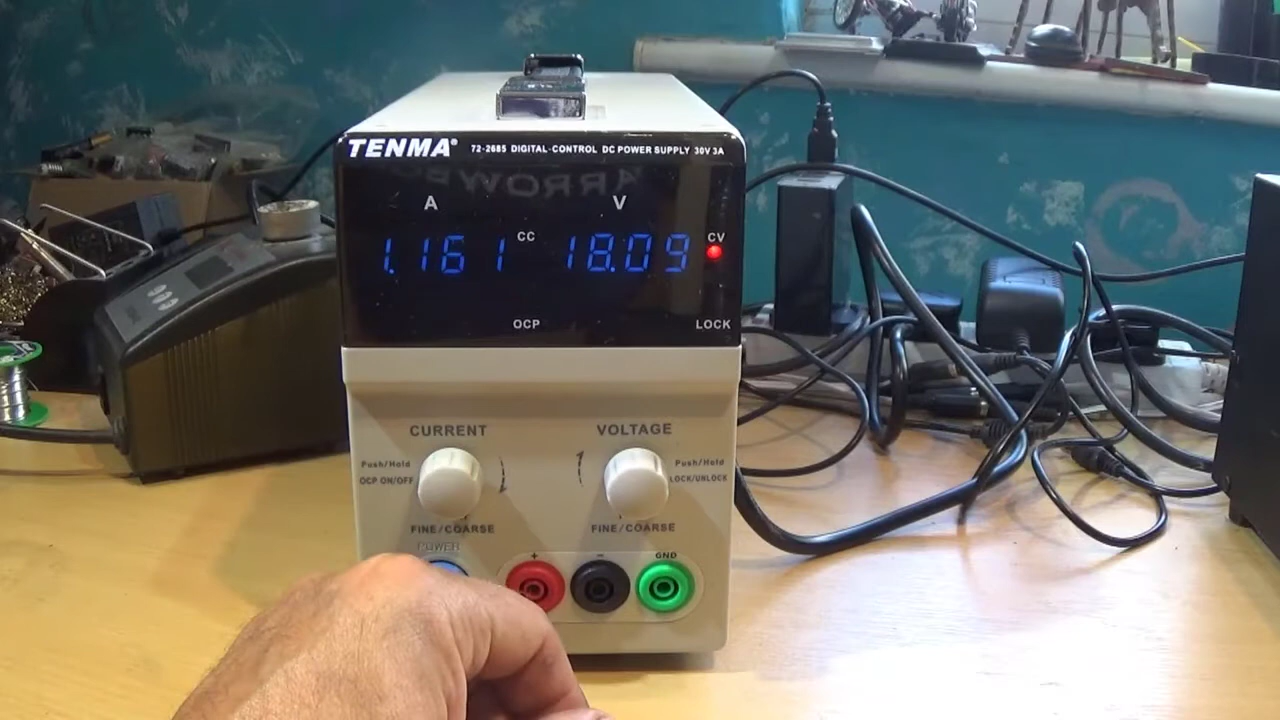 TENMA® 72-2685 DIGITAL-CONTROL DC POWER SUPPLY 30V 3A
A V
1.161 CC 18.09 CV
OCP LOCK
CURRENT VOLTAGE
Push/Hold
OCP ON/OFF
Push/Hold
LOCK/UNLOCK
FINE/COARSE FINE/COARSE
POWER
+ - GND